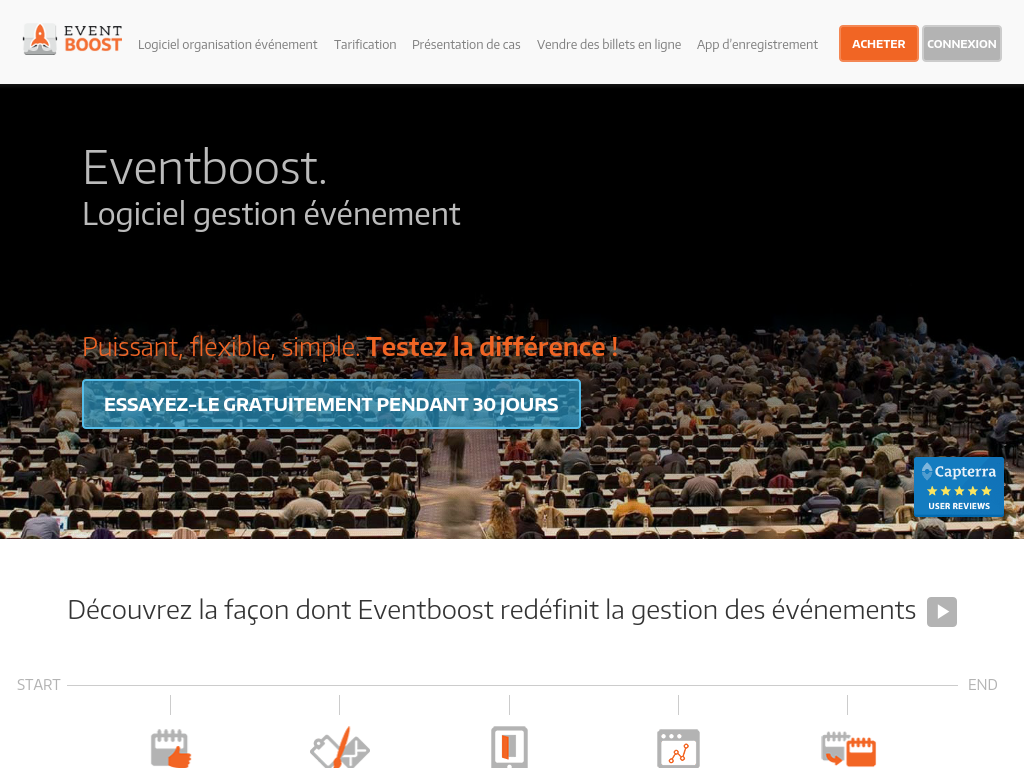 EVENT
BOOST
Logiciel organisation événement
Tarification
Présentation de cas
Vendre des billets en ligne
App d'enregistrement
ACHETER
CONNEXION
Eventboost.
Logiciel gestion événement
Puissant, flexible, simple. Testez la différence !
ESSAYEZ-LE GRATUITEMENT PENDANT 30 JOURS
Capterra
USER REVIEWS
Découvrez la façon dont Eventboost redéfinit la gestion des événements
START
END